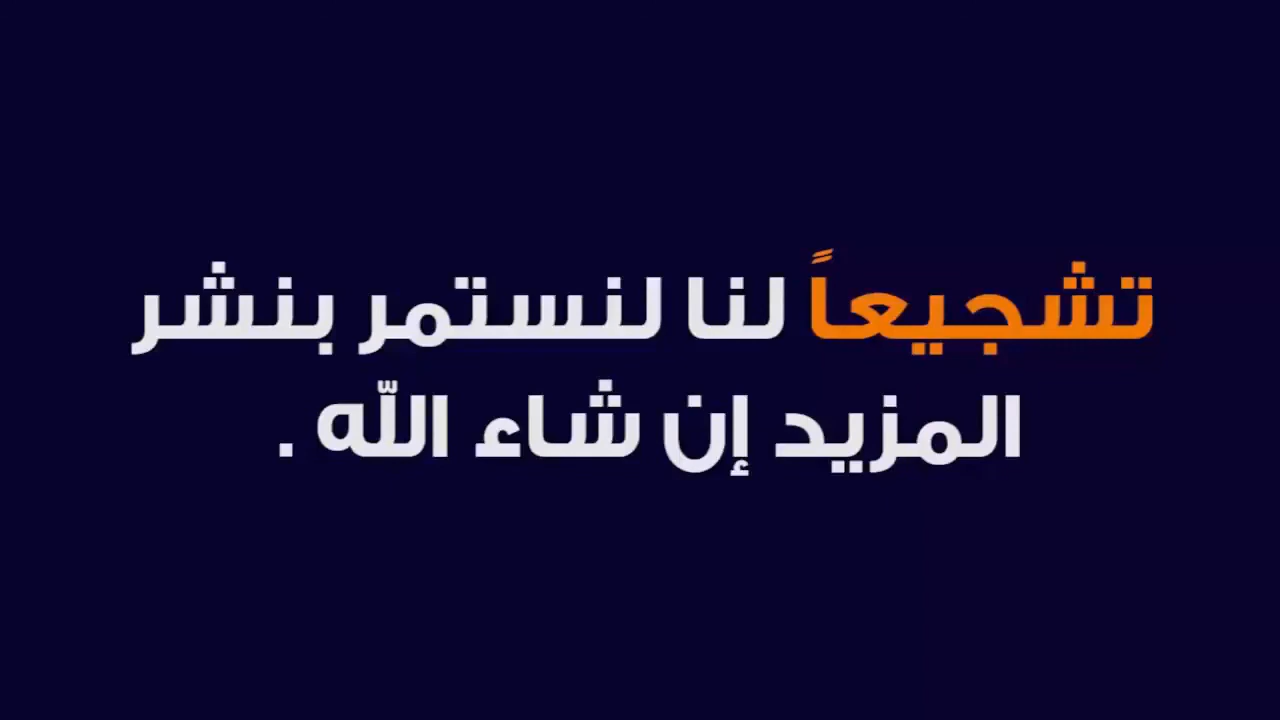 تشجيعاً لنا لنستمر بنشر
المزيد إن شاء الله .